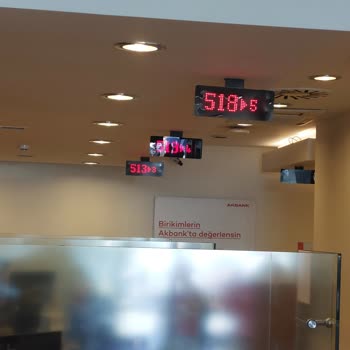 518▶5
513▶
AKBANK
Birikimlerin
Akbank'ta değerlensin